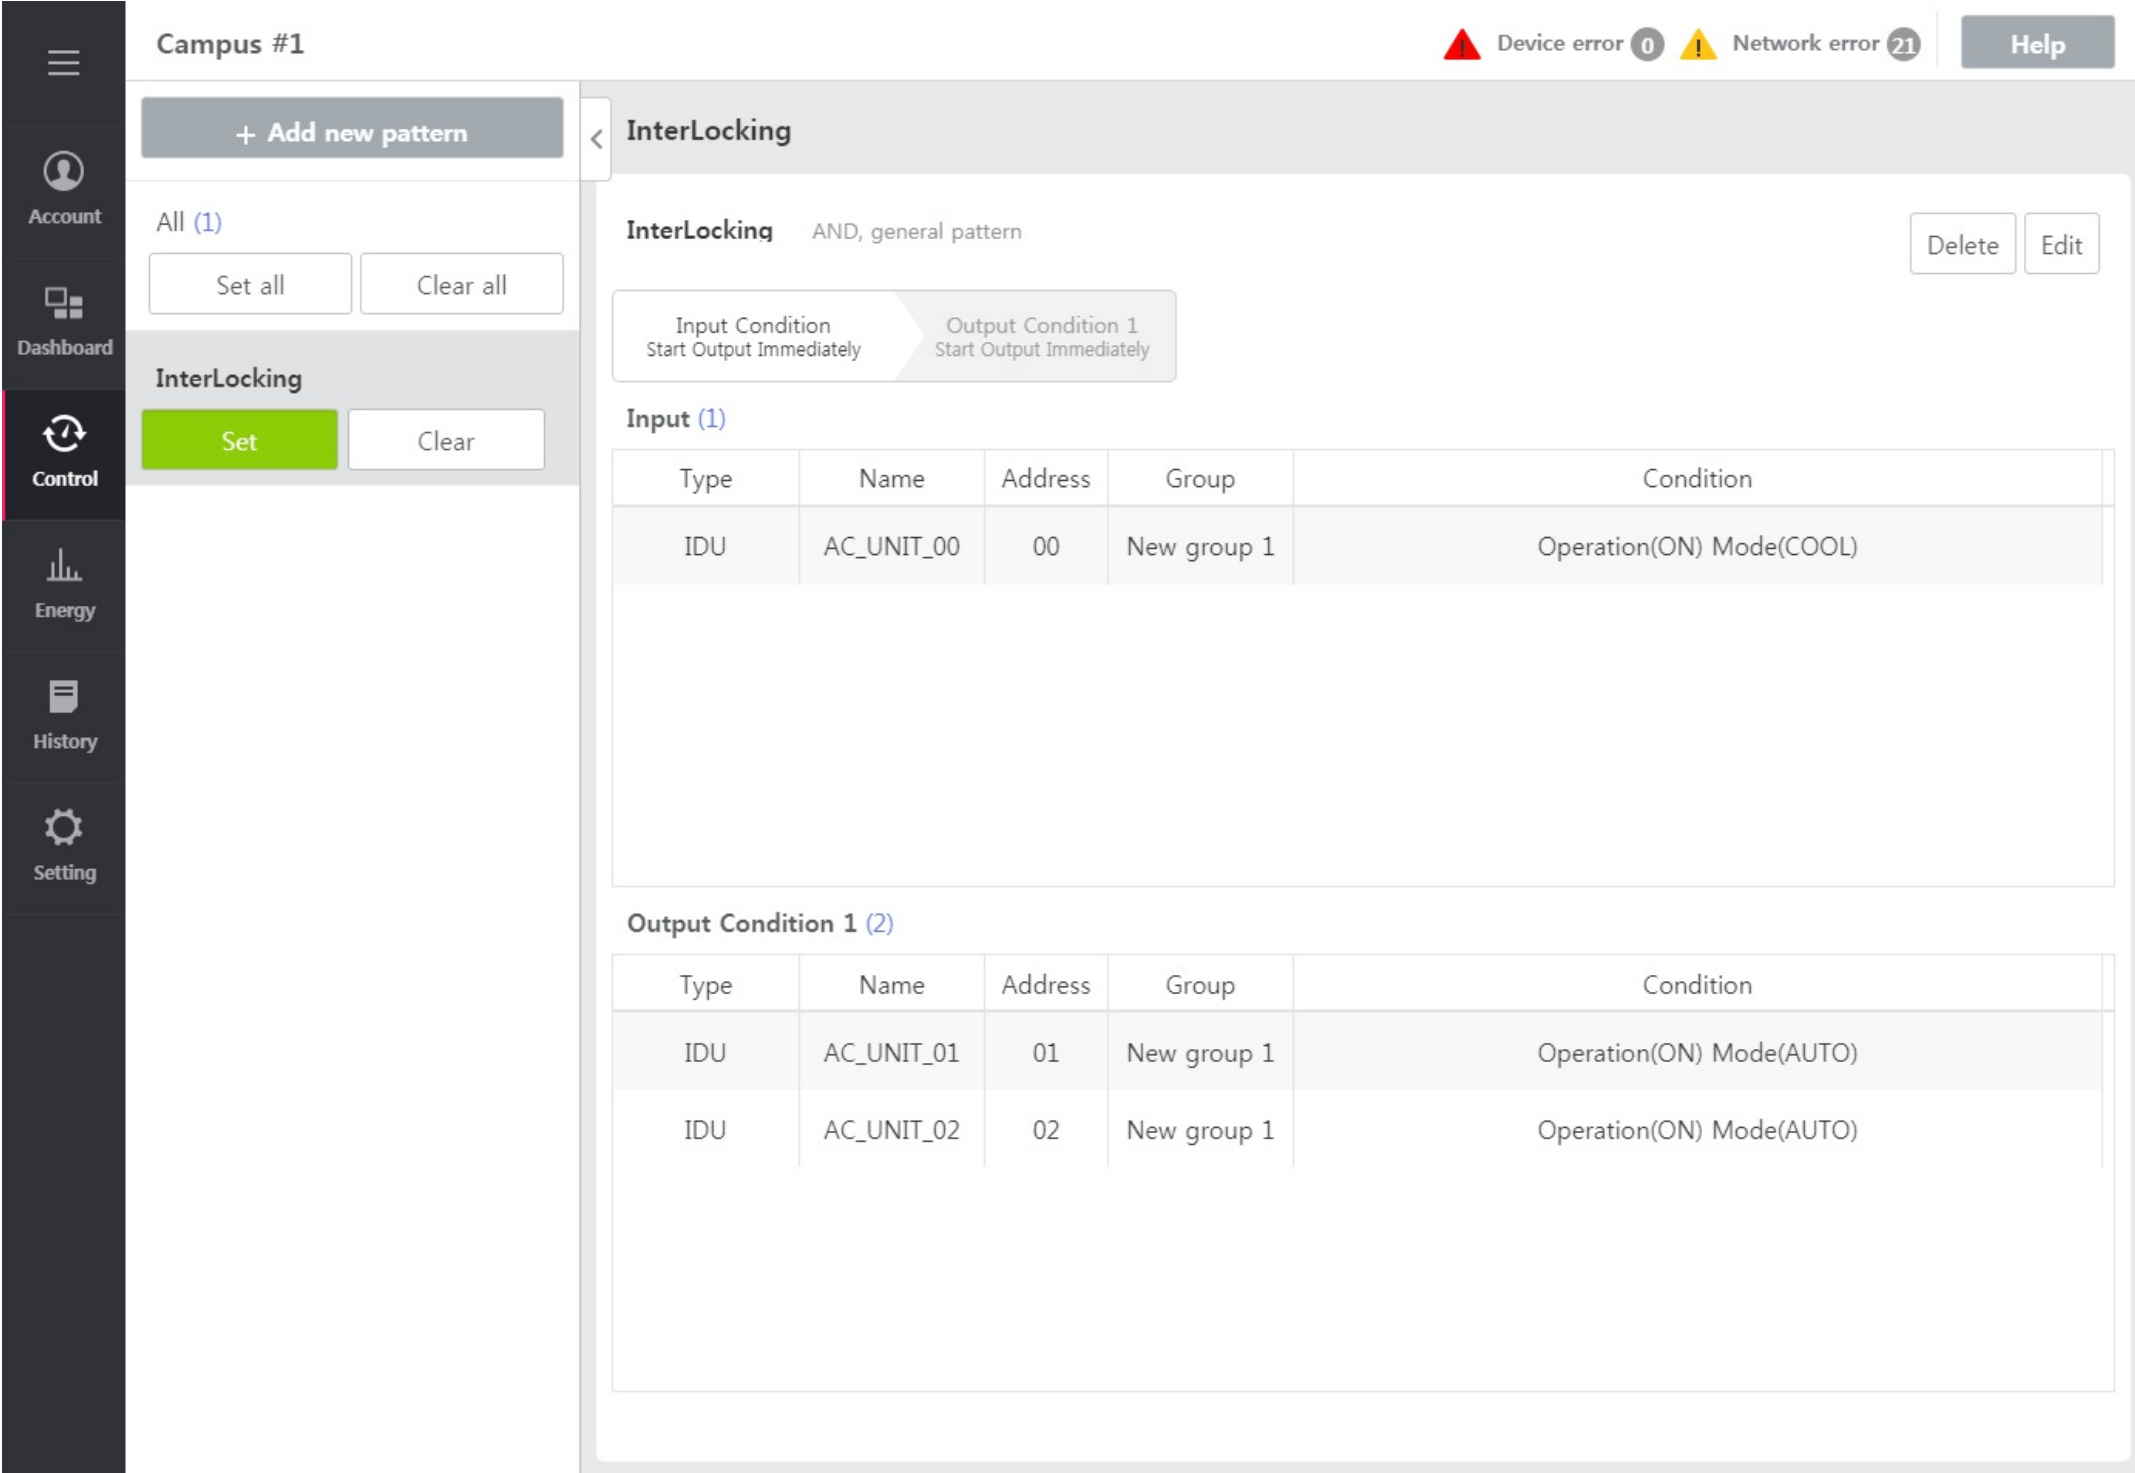 Campus #1
Device error 0
Network error 21
Help
Account
Dashboard
Control
Energy
History
Setting
+ Add new pattern
All (1)
Set all
Clear all
InterLocking
Set
Clear
InterLocking
InterLocking AND, general pattern
Delete
Edit
Input Condition
Start Output Immediately
Output Condition 1
Start Output Immediately
Input (1)
Type Name Address Group Condition
IDU AC_UNIT_00 00 New group 1 Operation(ON) Mode(COOL)
Output Condition 1 (2)
Type Name Address Group Condition
IDU AC_UNIT_01 01 New group 1 Operation(ON) Mode(AUTO)
IDU AC_UNIT_02 02 New group 1 Operation(ON) Mode(AUTO)